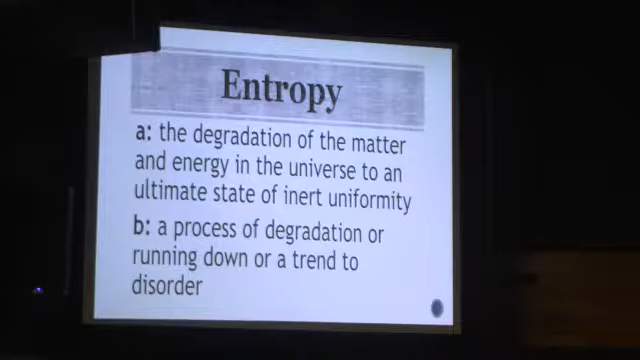 Entropy
a: the degradation of the matter
and energy in the universe to an
ultimate state of inert uniformity
b: a process of degradation or
running down or a trend to
disorder